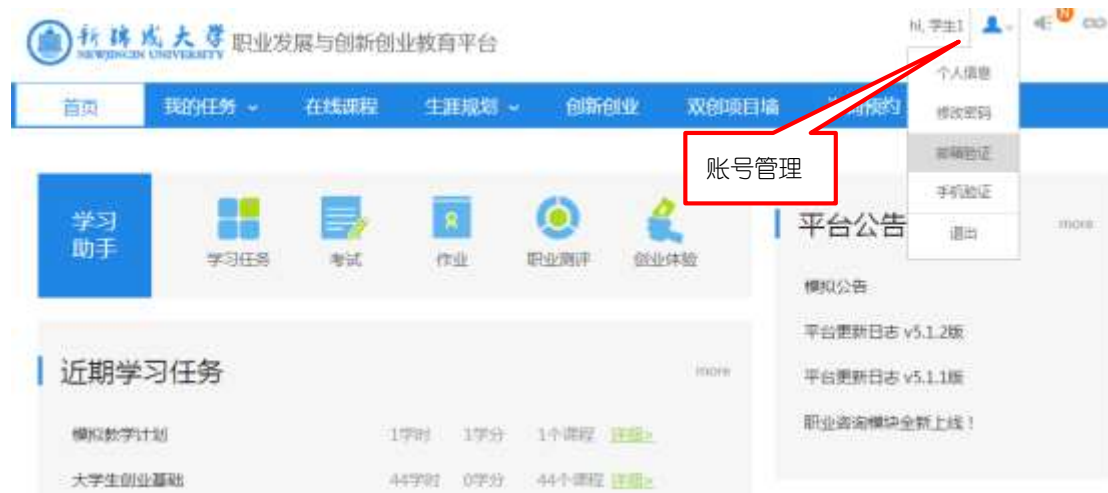 新锦成大学 职业发展与创新创业教育平台
NEWJINCIN UNIVERSITY
hi, 学生1
N
首页 我的任务 在线课程 生涯规划 创新创业 双创项目墙 预约
个人信息
修改密码
邮箱验证
手机验证
退出
账号管理
学习
助手
学习任务 考试 作业 职业测评 创业体验
平台公告 more
模拟公告
平台更新日志 v5.1.2版
平台更新日志 v5.1.1版
职业咨询模块全新上线！
近期学习任务 more
模拟教学计划 1学时 1学分 1个课程 详细>
大学生创业基础 44学时 0学分 44个课程 详细>